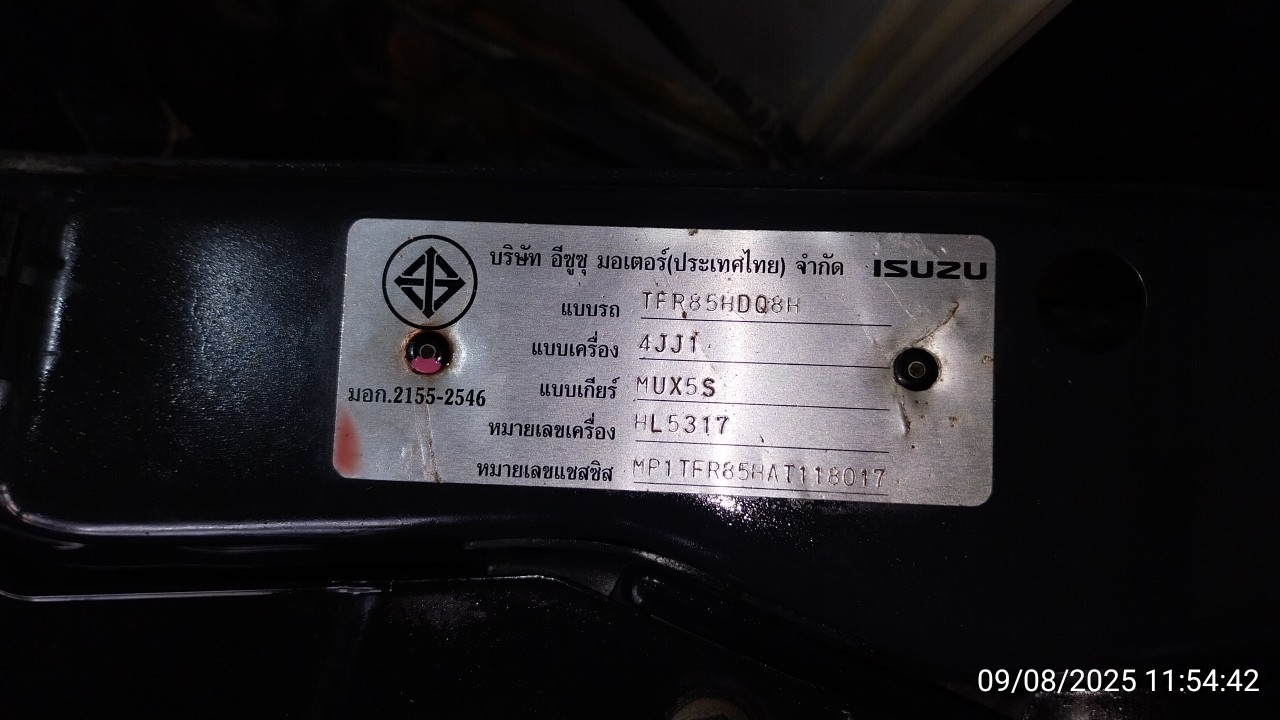 บริษัท อีซูซุ มอเตอร์(ประเทศไทย) จำกัด ISUZU
แบบรถ TFR85HDQ8H
แบบเครื่อง 4JJ1
แบบเกียร์ MUX5S
มอก.2155-2546
หมายเลขเครื่อง HL5317
หมายเลขแชสซิส MP1TFR85HAT118017
09/08/2025 11:54:42